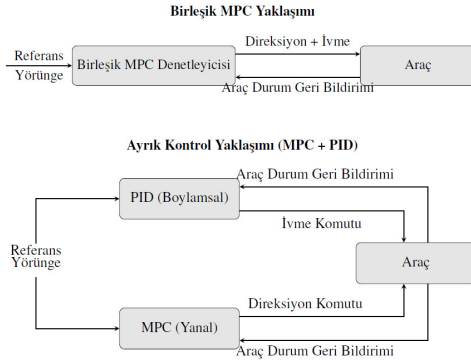 Birleşik MPC Yaklaşımı
Direksiyon + İvme
Referans
Yörünge
Birleşik MPC Denetleyicisi
Araç
Araç Durum Geri Bildirimi
Ayrık Kontrol Yaklaşımı (MPC + PID)
Araç Durum Geri Bildirimi
PID (Boylamsal)
İvme Komutu
Referans
Yörünge
Araç
Direksiyon Komutu
MPC (Yanal)
Araç Durum Geri Bildirimi